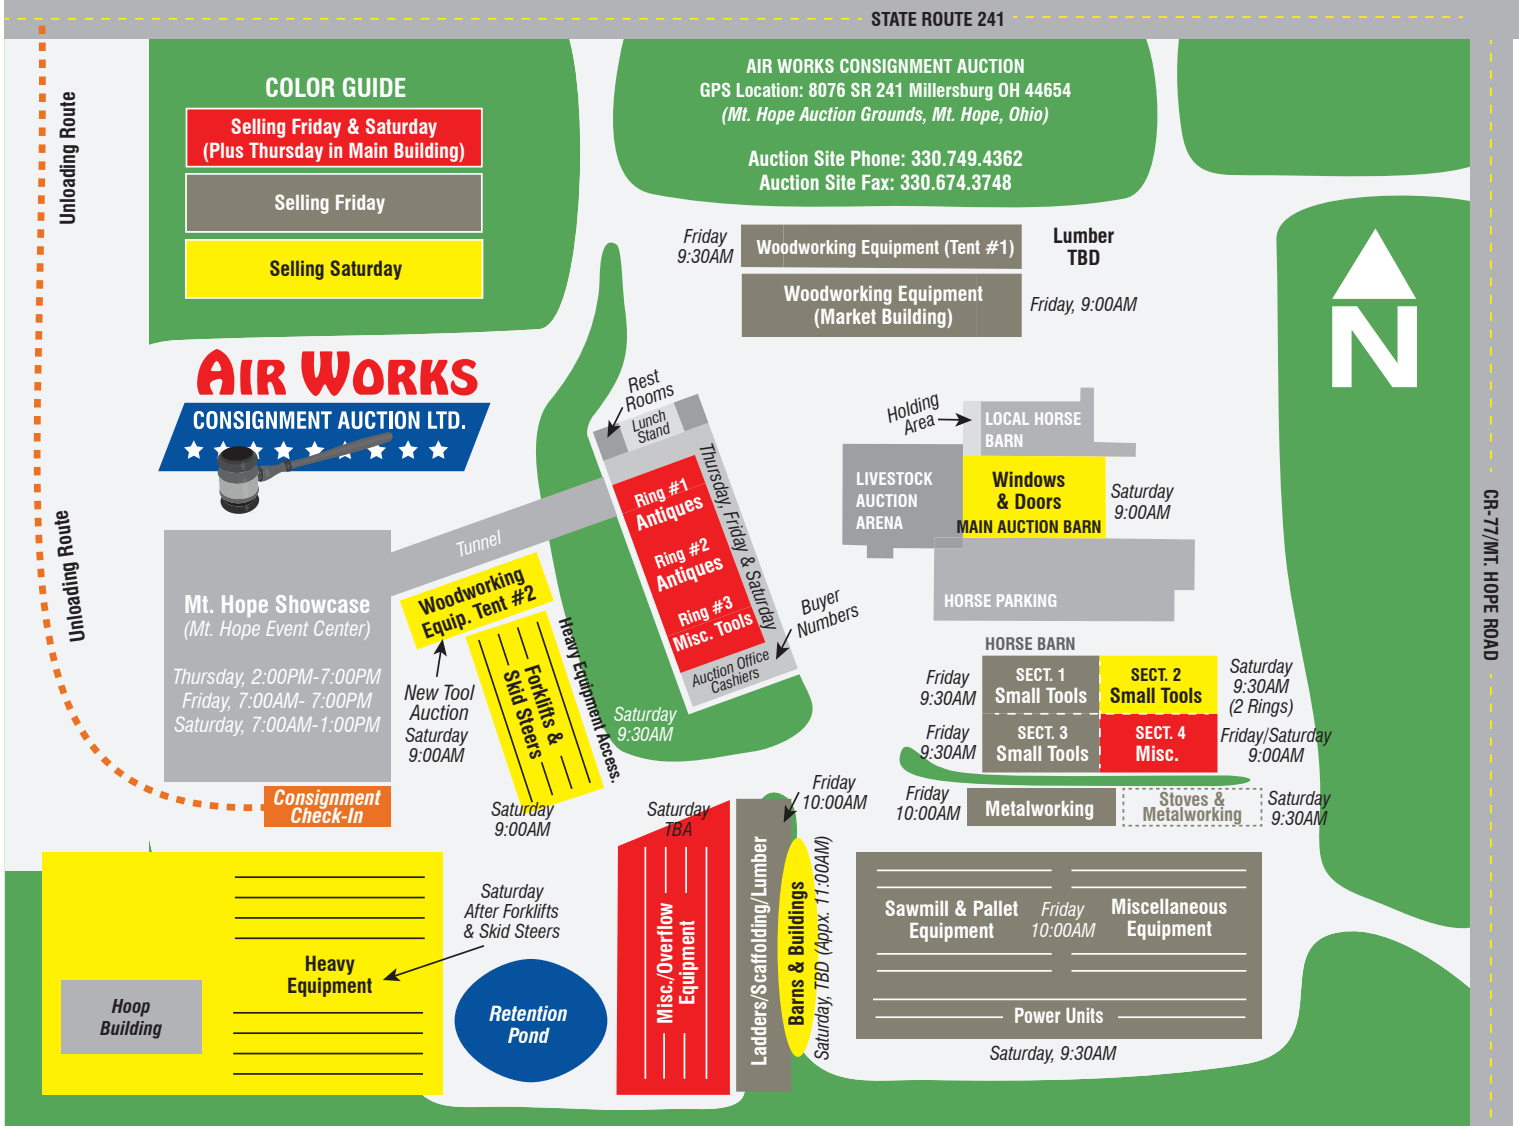 STATE ROUTE 241
COLOR GUIDE
Selling Friday & Saturday
(Plus Thursday in Main Building)
Selling Friday
Selling Saturday
AIR WORKS CONSIGNMENT AUCTION
GPS Location: 8076 SR 241 Millersburg OH 44654
(Mt. Hope Auction Grounds, Mt. Hope, Ohio)
Auction Site Phone: 330.749.4362
Auction Site Fax: 330.674.3748
Unloading Route
Unloading Route
AIR WORKS
CONSIGNMENT AUCTION LTD.
Friday
9:30AM
Woodworking Equipment (Tent #1)
Lumber
TBD
Woodworking Equipment
(Market Building)
Friday, 9:00AM
N
CR-77/MT. HOPE ROAD
Rest
Rooms
Lunch
Stand
Ring #1
Antiques
Ring #2
Antiques
Ring #3
Misc. Tools
Thursday, Friday & Saturday
Auction Office
Cashiers
Buyer
Numbers
Tunnel
Holding
Area
LOCAL HORSE
BARN
LIVESTOCK
AUCTION
ARENA
Windows
& Doors
MAIN AUCTION BARN
Saturday
9:00AM
HORSE PARKING
Mt. Hope Showcase
(Mt. Hope Event Center)
Thursday, 2:00PM-7:00PM
Friday, 7:00AM- 7:00PM
Saturday, 7:00AM-1:00PM
Woodworking
Equip. Tent #2
New Tool
Auction
Saturday
9:00AM
Forklifts &
Skid Steers
Heavy Equipment Access.
Saturday
9:30AM
Saturday
9:00AM
HORSE BARN
Friday
9:30AM
SECT. 1
Small Tools
SECT. 2
Small Tools
Saturday
9:30AM
(2 Rings)
Friday
9:30AM
SECT. 3
Small Tools
SECT. 4
Misc.
Friday/Saturday
9:00AM
Friday
10:00AM
Metalworking
Stoves &
Metalworking
Saturday
9:30AM
Consignment
Check-In
Saturday
TBA
Friday
10:00AM
Misc./Overflow
Equipment
Ladders/Scaffolding/Lumber
Barns & Buildings
Saturday, TBD (Appx. 11:00AM)
Saturday
After Forklifts
& Skid Steers
Heavy
Equipment
Hoop
Building
Retention
Pond
Sawmill & Pallet
Equipment
Friday
10:00AM
Miscellaneous
Equipment
Power Units
Saturday, 9:30AM